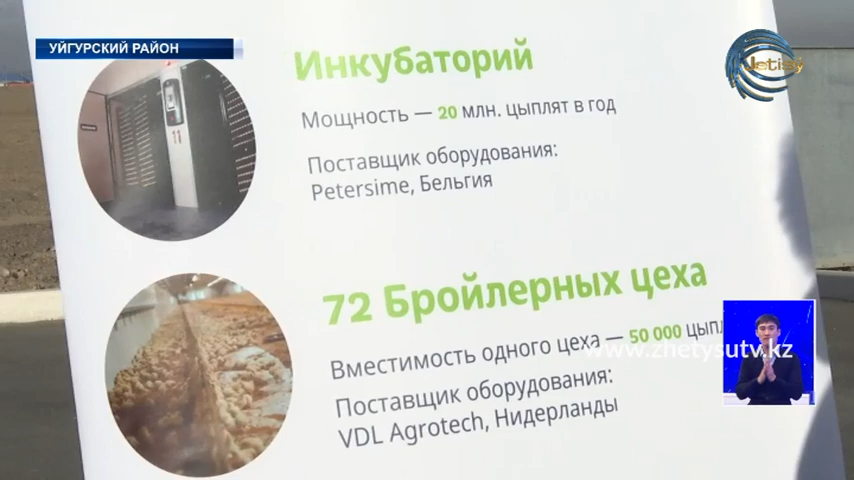 УЙГУРСКИЙ РАЙОН
Jetisý
Инкубаторий
Мощность — 20 млн. цыплят в год
Поставщик оборудования:
Petersime, Бельгия
11
72 Бройлерных цеха
Вместимость одного цеха — 50 000
www.zhetysutv.kz
Поставщик оборудования:
VDL Agrotech, Нидерланды